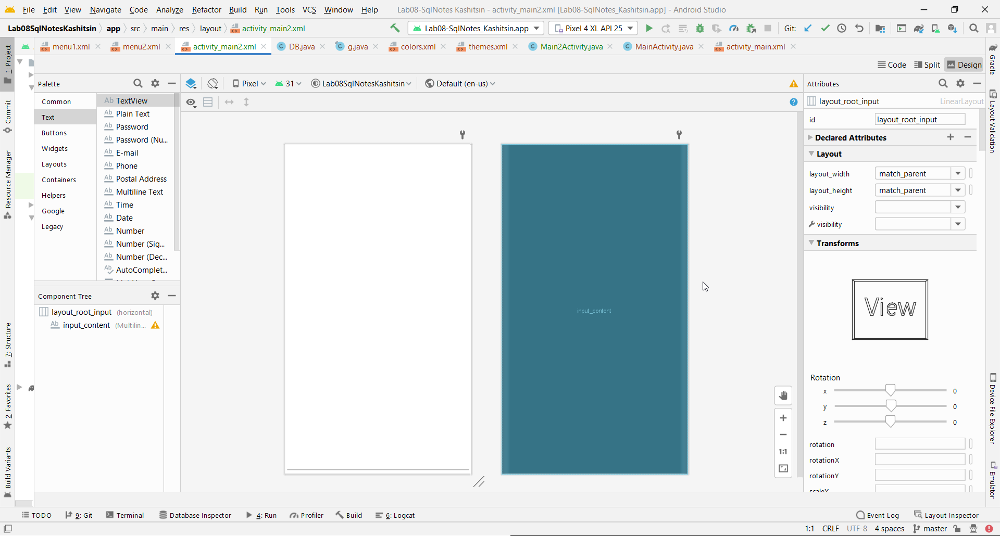 File Edit View Navigate Code Analyze Refactor Build Run Tools VCS Window Help Lab08-SqlNotes Kashitsin - activity_main2.xml [Lab08-SqlNotes_Kashitsin.app] - Android Studio
Lab08SqlNotesKashitsin app src main res layout activity_main2.xml Lab08-SqlNotes_Kashitsin.app Pixel 4 XL API 25 Git:
menu1.xml menu2.xml activity_main2.xml DB.java g.java colors.xml themes.xml Main2Activity.java MainActivity.java activity_main.xml
Code Split Design
Palette Pixel 31 Lab08SqlNotesKashitsin Default (en-us) Attributes
Common
Text
Buttons
Widgets
Layouts
Containers
Helpers
Google
Legacy
Ab TextView
Ab Plain Text
Ab Password
Ab Password (Nu...
Ab E-mail
Ab Phone
Ab Postal Address
Ab Multiline Text
Ab Time
Ab Date
Ab Number
Ab Number (Sig...
Ab Number (Dec...
Ab AutoComplet...
Component Tree
layout_root_input (horizontal)
Ab input_content (Multilin...
input_content
1:1
layout_root_input LinearLayout
id layout_root_input
Declared Attributes
Layout
layout_width match_parent
layout_height match_parent
visibility
visibility
Transforms
View
Rotation
x 0
y 0
z 0
rotation
rotationX
rotationY
scaleX
1: Project
Commit
Resource Manager
7: Structure
2: Favorites
Build Variants
Gradle
Layout Validation
Device File Explorer
Emulator
TODO 9: Git Terminal Database Inspector 4: Run Profiler Build 6: Logcat Event Log Layout Inspector
1:1 CRLF UTF-8 4 spaces master